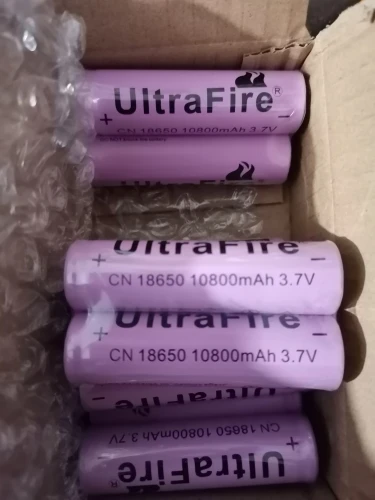 UltraFire®
+ −
CN 18650 10800mAh 3.7V
UltraFire
UltraFire
+ −
CN 18650 10800mAh 3.7V
UltraFire
+ −
CN 18650 10800mAh 3.7V
UltraFire
CN 18650 10800mAh 3.7V
+
UltraFire®